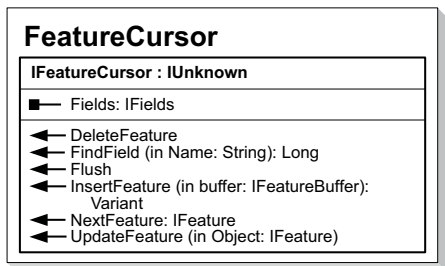 FeatureCursor
IFeatureCursor : IUnknown
Fields: IFields
DeleteFeature
FindField (in Name: String): Long
Flush
InsertFeature (in buffer: IFeatureBuffer):
Variant
NextFeature: IFeature
UpdateFeature (in Object: IFeature)